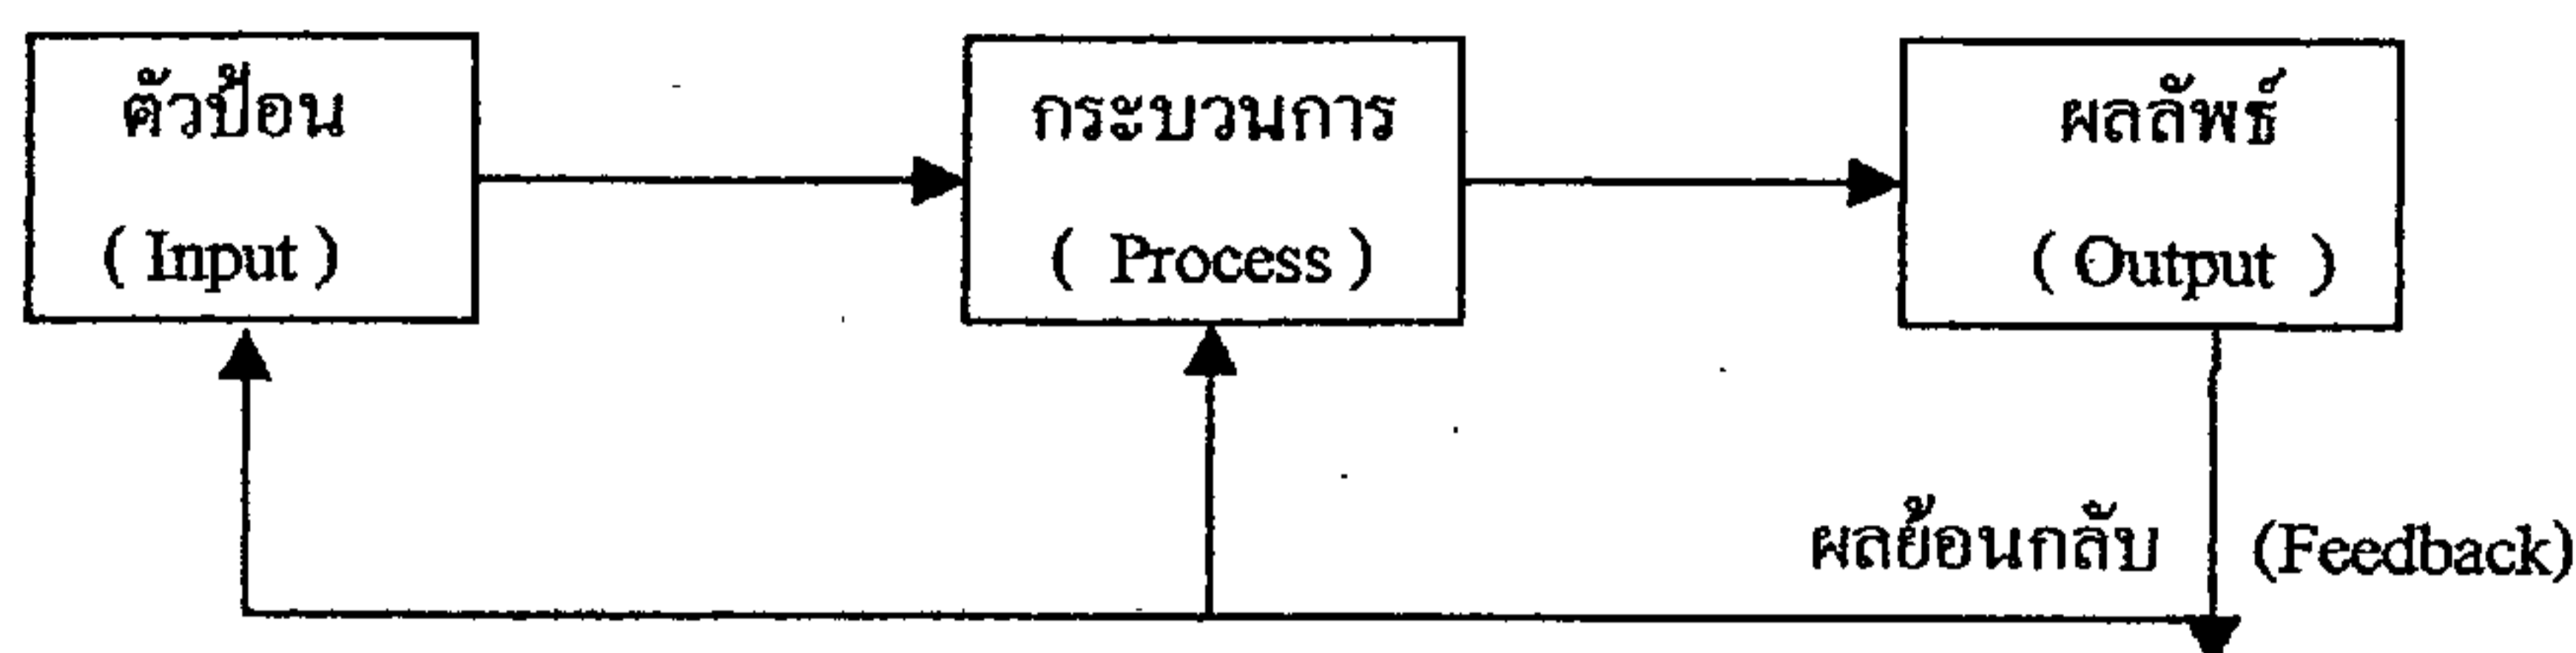 ตัวป้อน
( Input )
กระบวนการ
( Process )
ผลลัพธ์
( Output )
ผลย้อนกลับ (Feedback)